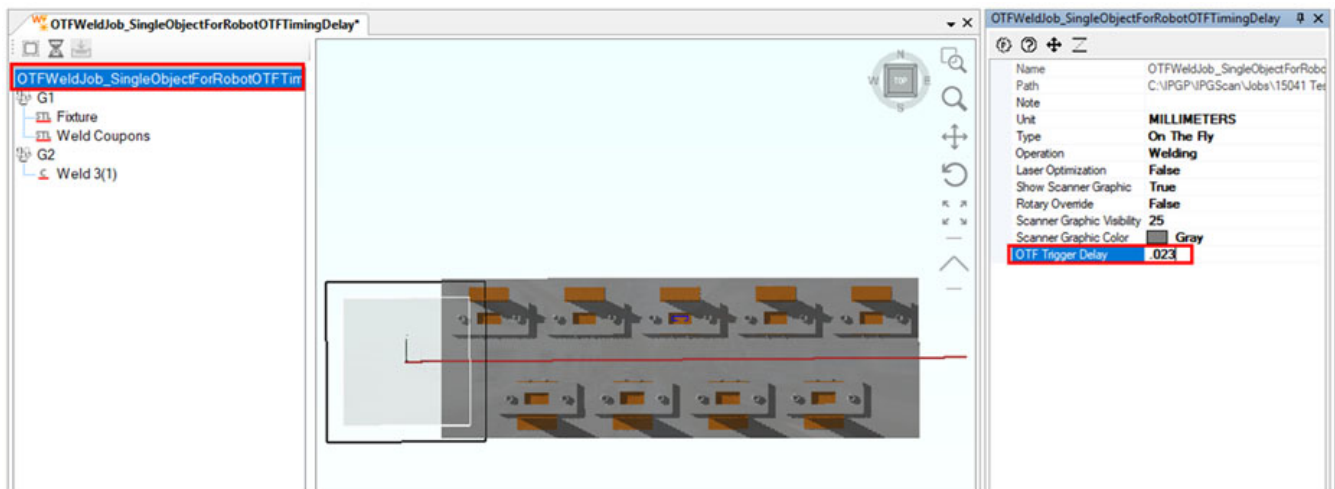 OTFWeldJob_SingleObjectForRobotOTFTimingDelay*
OTFWeldJob_SingleObjectForRobotOTFTim
G1
Fixture
Weld Coupons
G2
Weld 3(1)
N
W TOP E
S
OTFWeldJob_SingleObjectForRobotOTFTimingDelay
Name OTFWeldJob_SingleObjectForRobo
Path C:\IPGP\IPGScan\Jobs\15041 Tes
Note
Unit MILLIMETERS
Type On The Fly
Operation Welding
Laser Optimization False
Show Scanner Graphic True
Rotary Override False
Scanner Graphic Visibility 25
Scanner Graphic Color Gray
OTF Trigger Delay .023